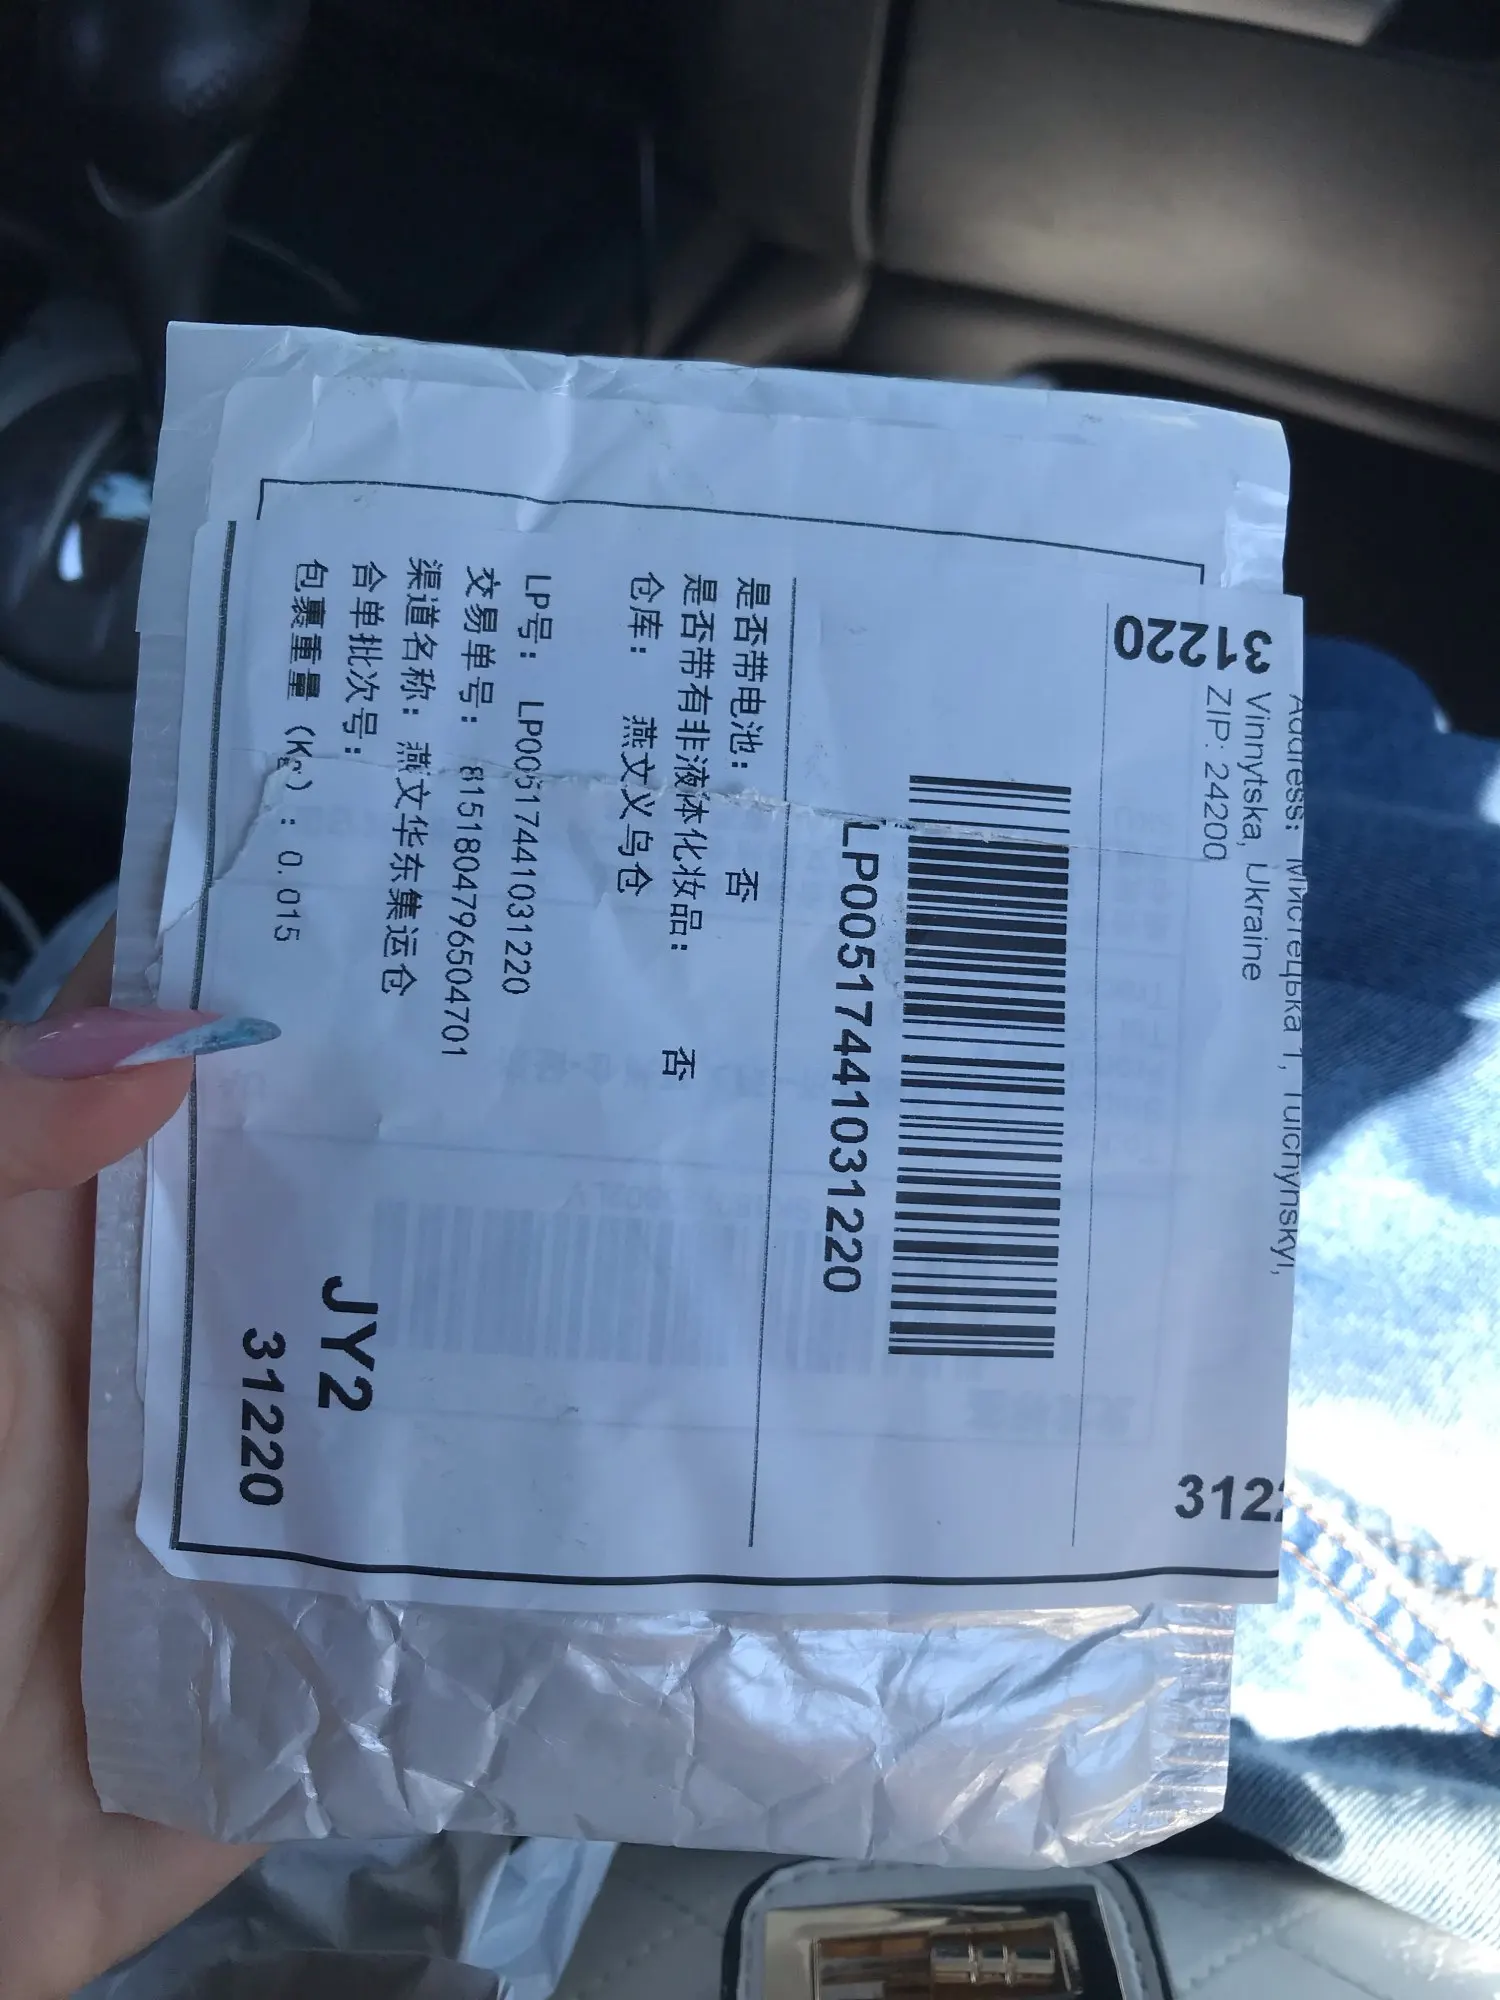 Address: Мистецька 1, Tulchynskyi,
Vinnytska, Ukraine
ZIP: 24200
31220
3122
LP00517441031220
是否带电池： 否
是否带有非液体化妆品： 否
仓库： 燕文义乌仓
LP号： LP00517441031220
交易单号： 8151804796504701
渠道名称： 燕文华东集运仓
合单批次号：
包裹重量（Kg）: 0.015
JY2
31220